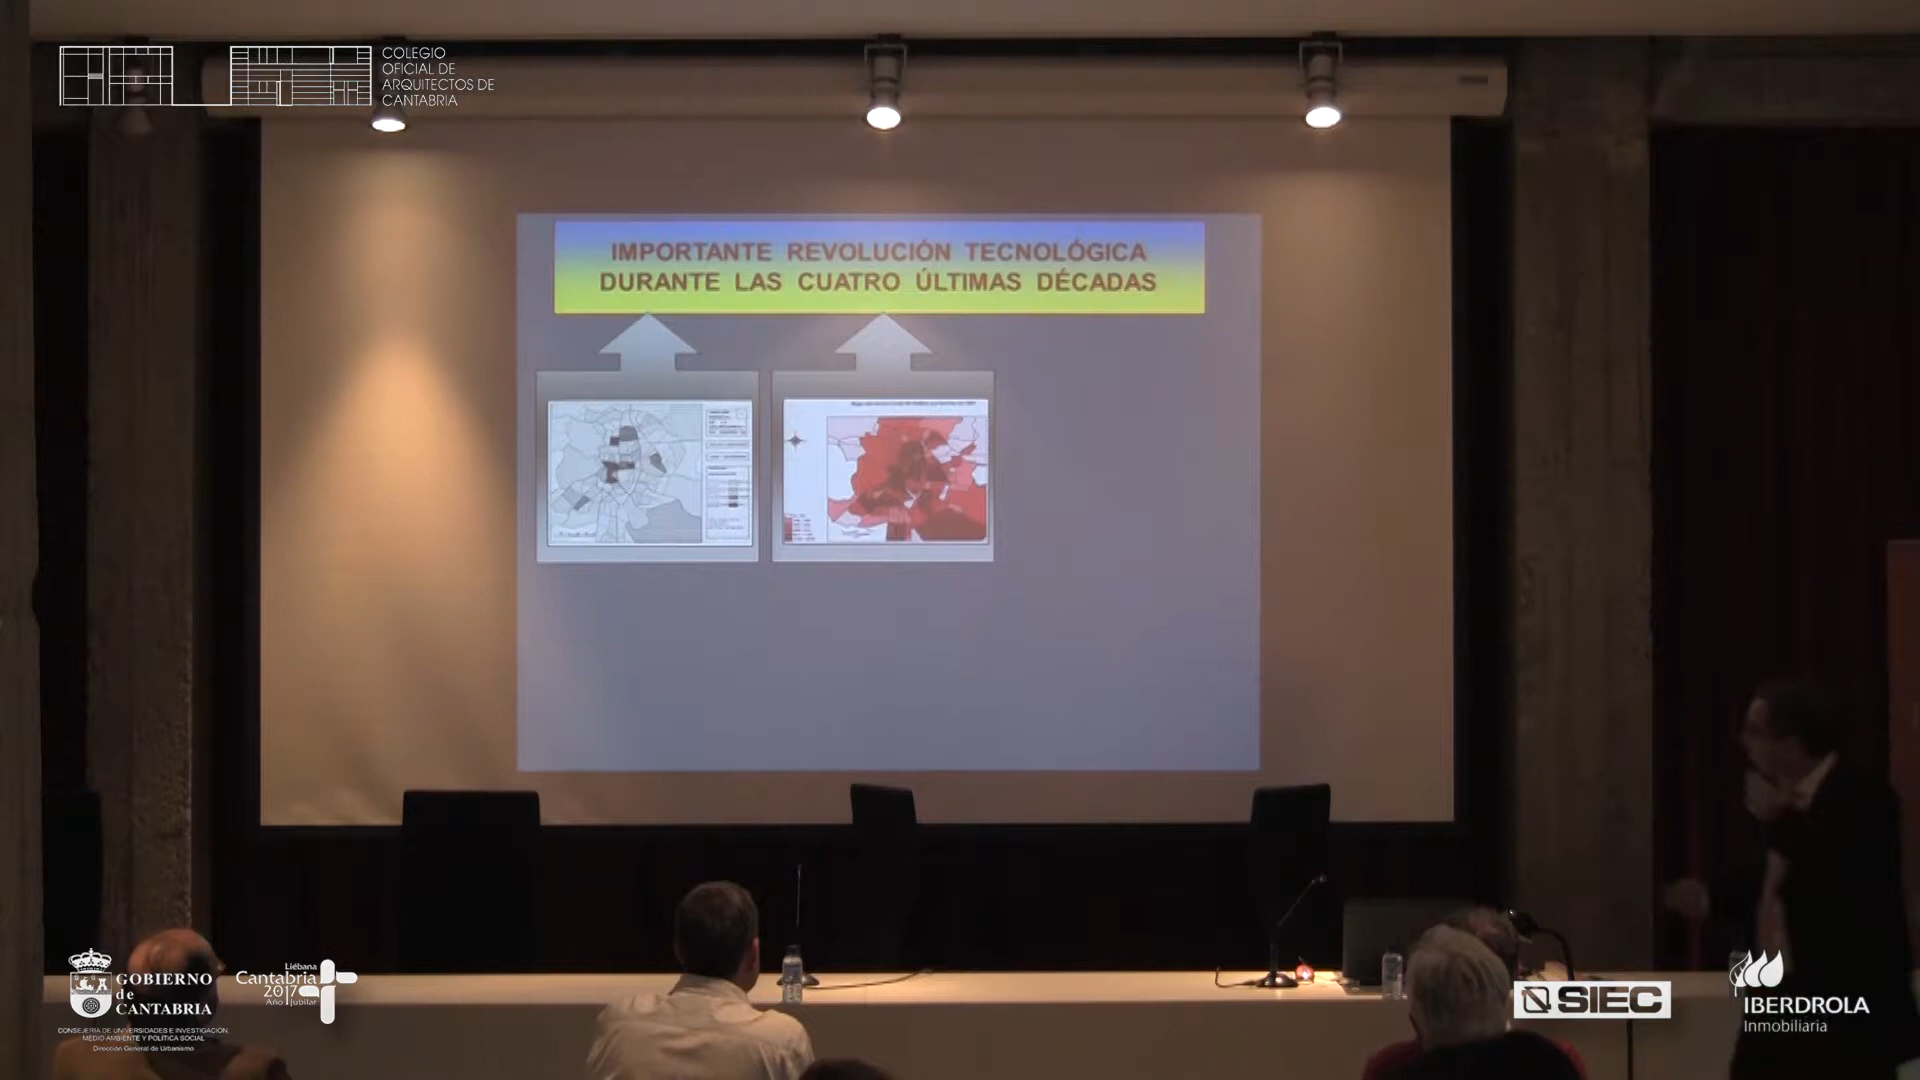 COLEGIO
OFICIAL DE
ARQUITECTOS DE
CANTABRIA
IMPORTANTE REVOLUCIÓN TECNOLÓGICA
DURANTE LAS CUATRO ÚLTIMAS DÉCADAS
GOBIERNO
de
CANTABRIA
CONSEJERÍA DE UNIVERSIDADES E INVESTIGACIÓN,
MEDIO AMBIENTE Y POLÍTICA SOCIAL
Dirección General de Urbanismo
Liébana
Cantabria
2017
Año Jubilar
SIEC
IBERDROLA
Inmobiliaria